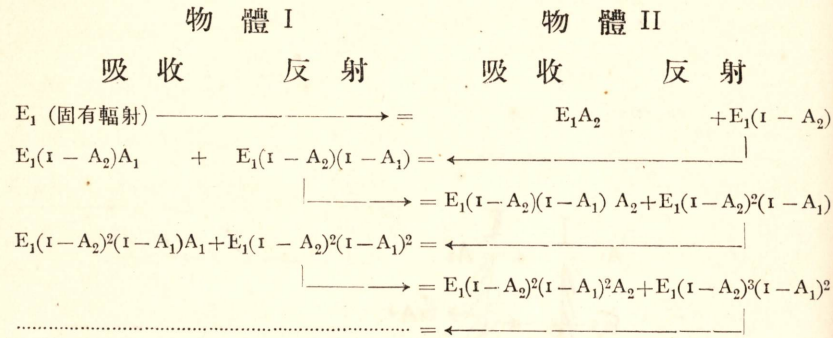 物 體 I 物 體 II
吸 收 反 射 吸 收 反 射
E₁ (固有輻射) ————→ = E₁A₂ +E₁(1 − A₂)
E₁(1 − A₂)A₁ + E₁(1 − A₂)(1 − A₁) = ←————
————→ = E₁(1−A₂)(1−A₁) A₂+E₁(1−A₂)²(1−A₁)
E₁(1−A₂)²(1−A₁)A₁+E₁(1 − A₂)²(1−A₁)² = ←————
————→ = E₁(1−A₂)²(1−A₁)²A₂+E₁(1−A₂)³(1−A₁)²
........................ = ←————